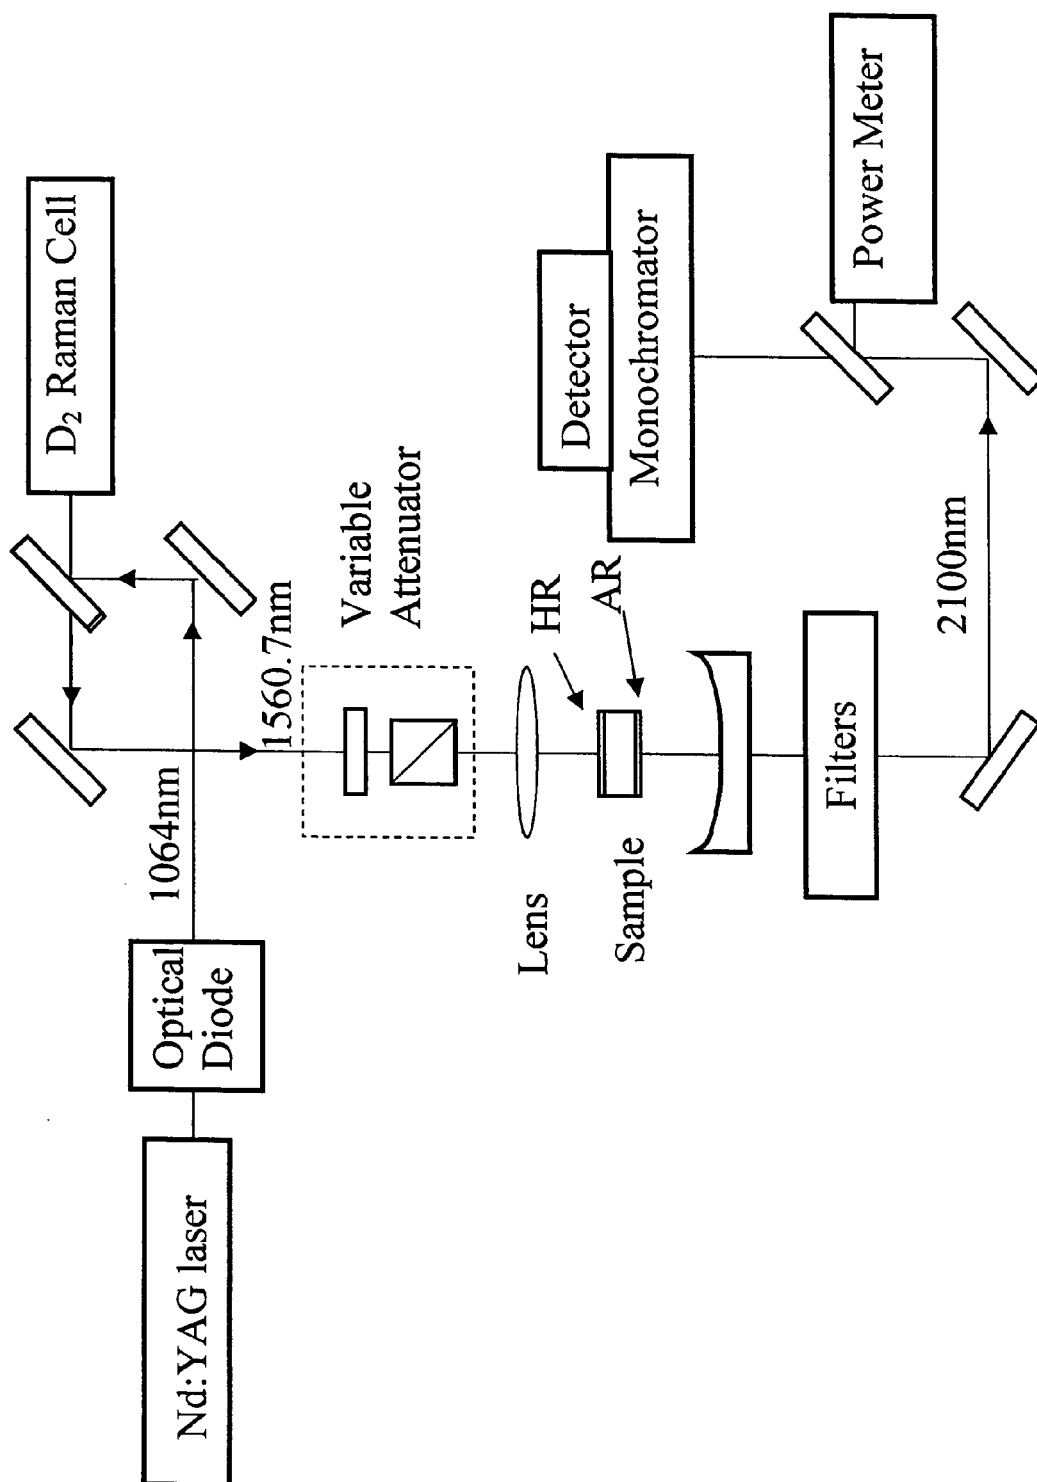 Nd:YAG laser
Optical
Diode
1064nm
D₂ Raman Cell
1560.7nm
Variable
Attenuator
Lens
HR
AR
Sample
Filters
2100nm
Detector
Monochromator
Power Meter